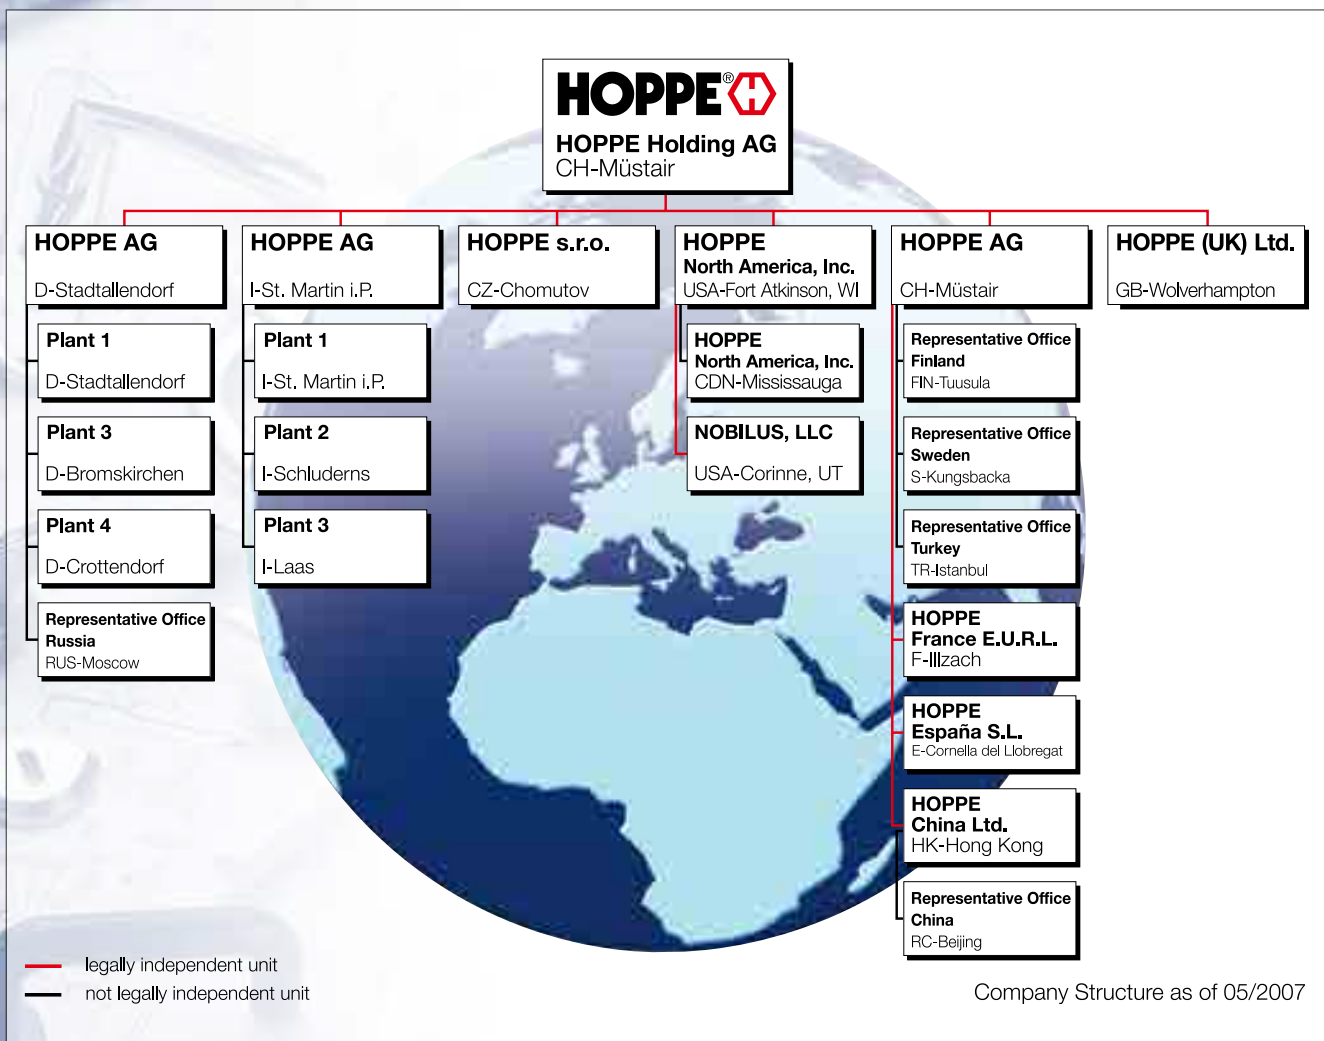 HOPPE®
HOPPE Holding AG
CH-Müstair
HOPPE AG
D-Stadtallendorf
Plant 1
D-Stadtallendorf
Plant 3
D-Bromskirchen
Plant 4
D-Crottendorf
Representative Office
Russia
RUS-Moscow
HOPPE AG
I-St. Martin i.P.
Plant 1
I-St. Martin i.P.
Plant 2
I-Schluderns
Plant 3
I-Laas
HOPPE s.r.o.
CZ-Chomutov
HOPPE
North America, Inc.
USA-Fort Atkinson, WI
HOPPE
North America, Inc.
CDN-Mississauga
NOBILUS, LLC
USA-Corinne, UT
HOPPE AG
CH-Müstair
Representative Office
Finland
FIN-Tuusula
Representative Office
Sweden
S-Kungsbacka
Representative Office
Turkey
TR-Istanbul
HOPPE
France E.U.R.L.
F-Illzach
HOPPE
España S.L.
E-Cornella del Llobregat
HOPPE
China Ltd.
HK-Hong Kong
Representative Office
China
RC-Beijing
HOPPE (UK) Ltd.
GB-Wolverhampton
legally independent unit
not legally independent unit
Company Structure as of 05/2007